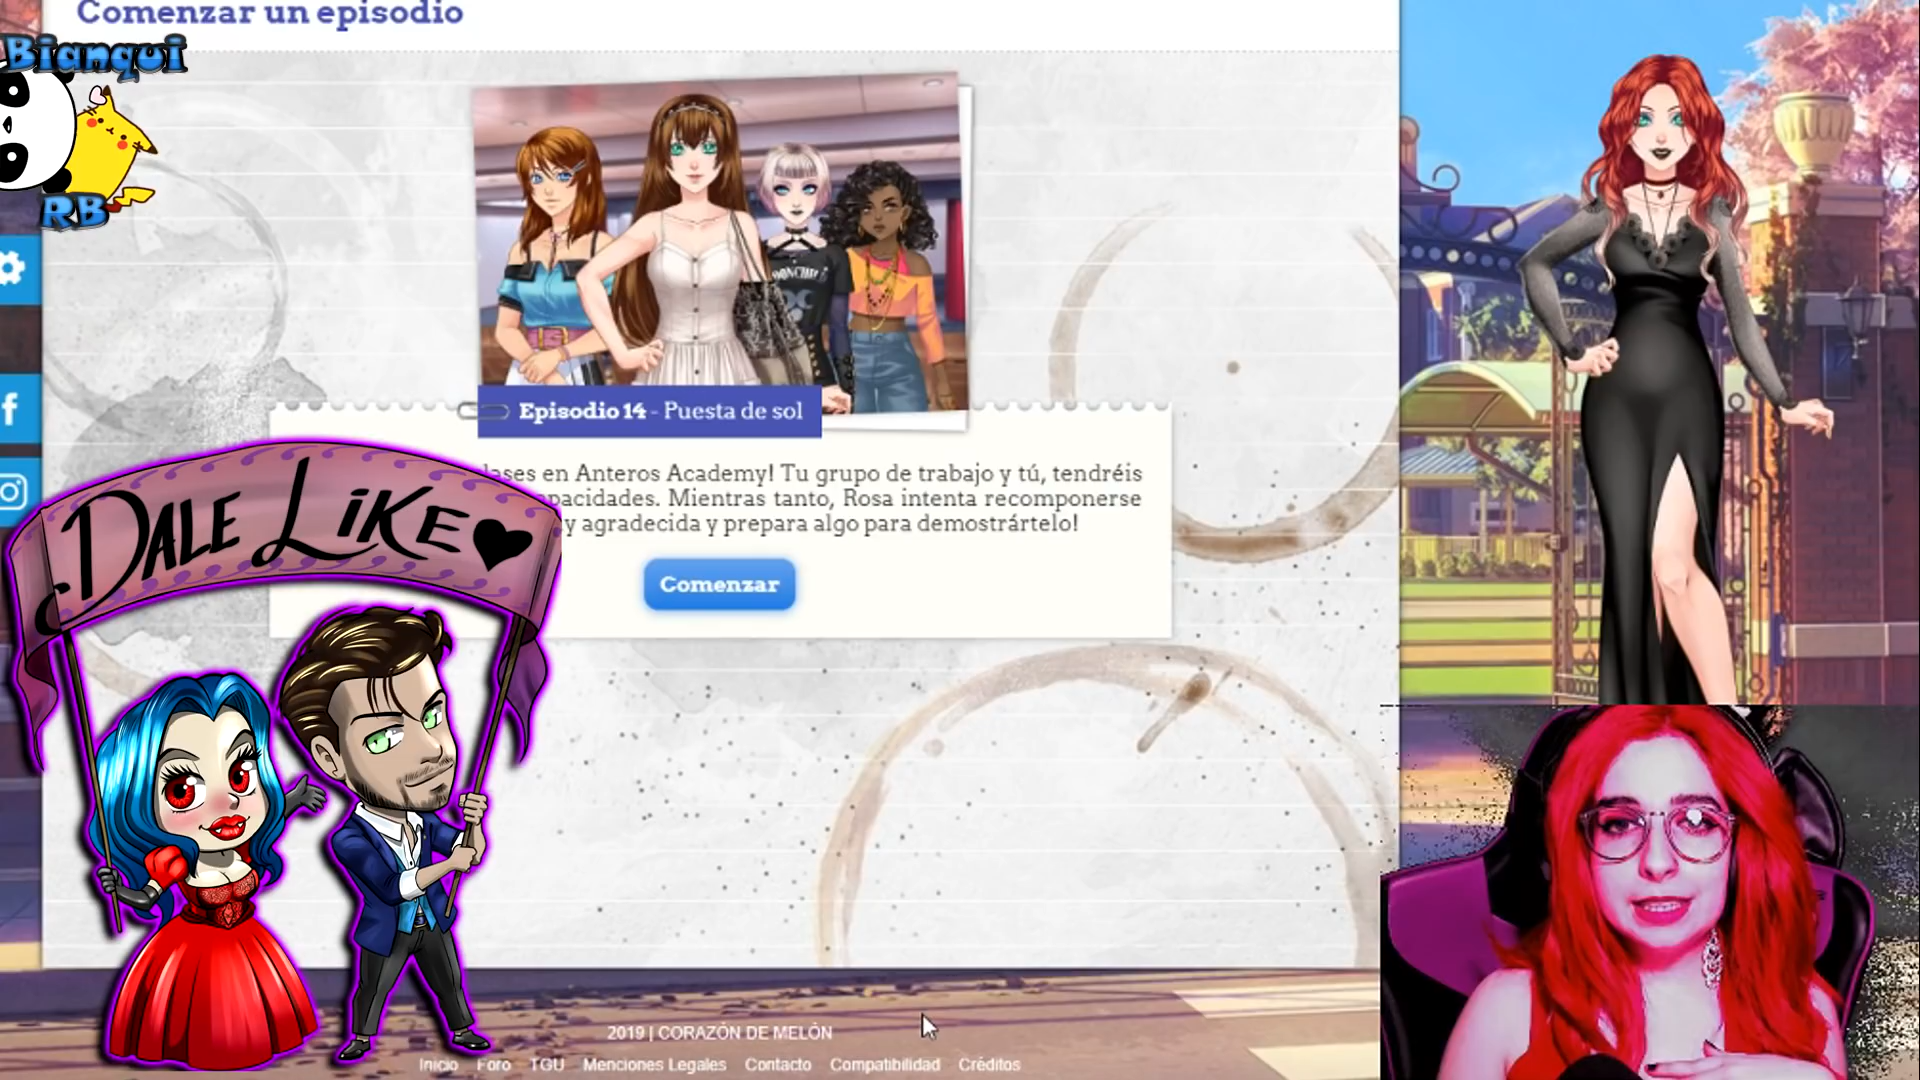 Comenzar un episodio
Bianqui
RB
Episodio 14 - Puesta de sol
DALE LIKE
en Anteros Academy! Tu grupo de trabajo y tú, tendréis
Mientras tanto, Rosa intenta recomponerse
y agradecida y prepara algo para demostrártelo!
Comenzar
2019 | CORAZÓN DE MELÓN
Inicio Foro TGU Menciones Legales Contacto Compatibilidad Créditos